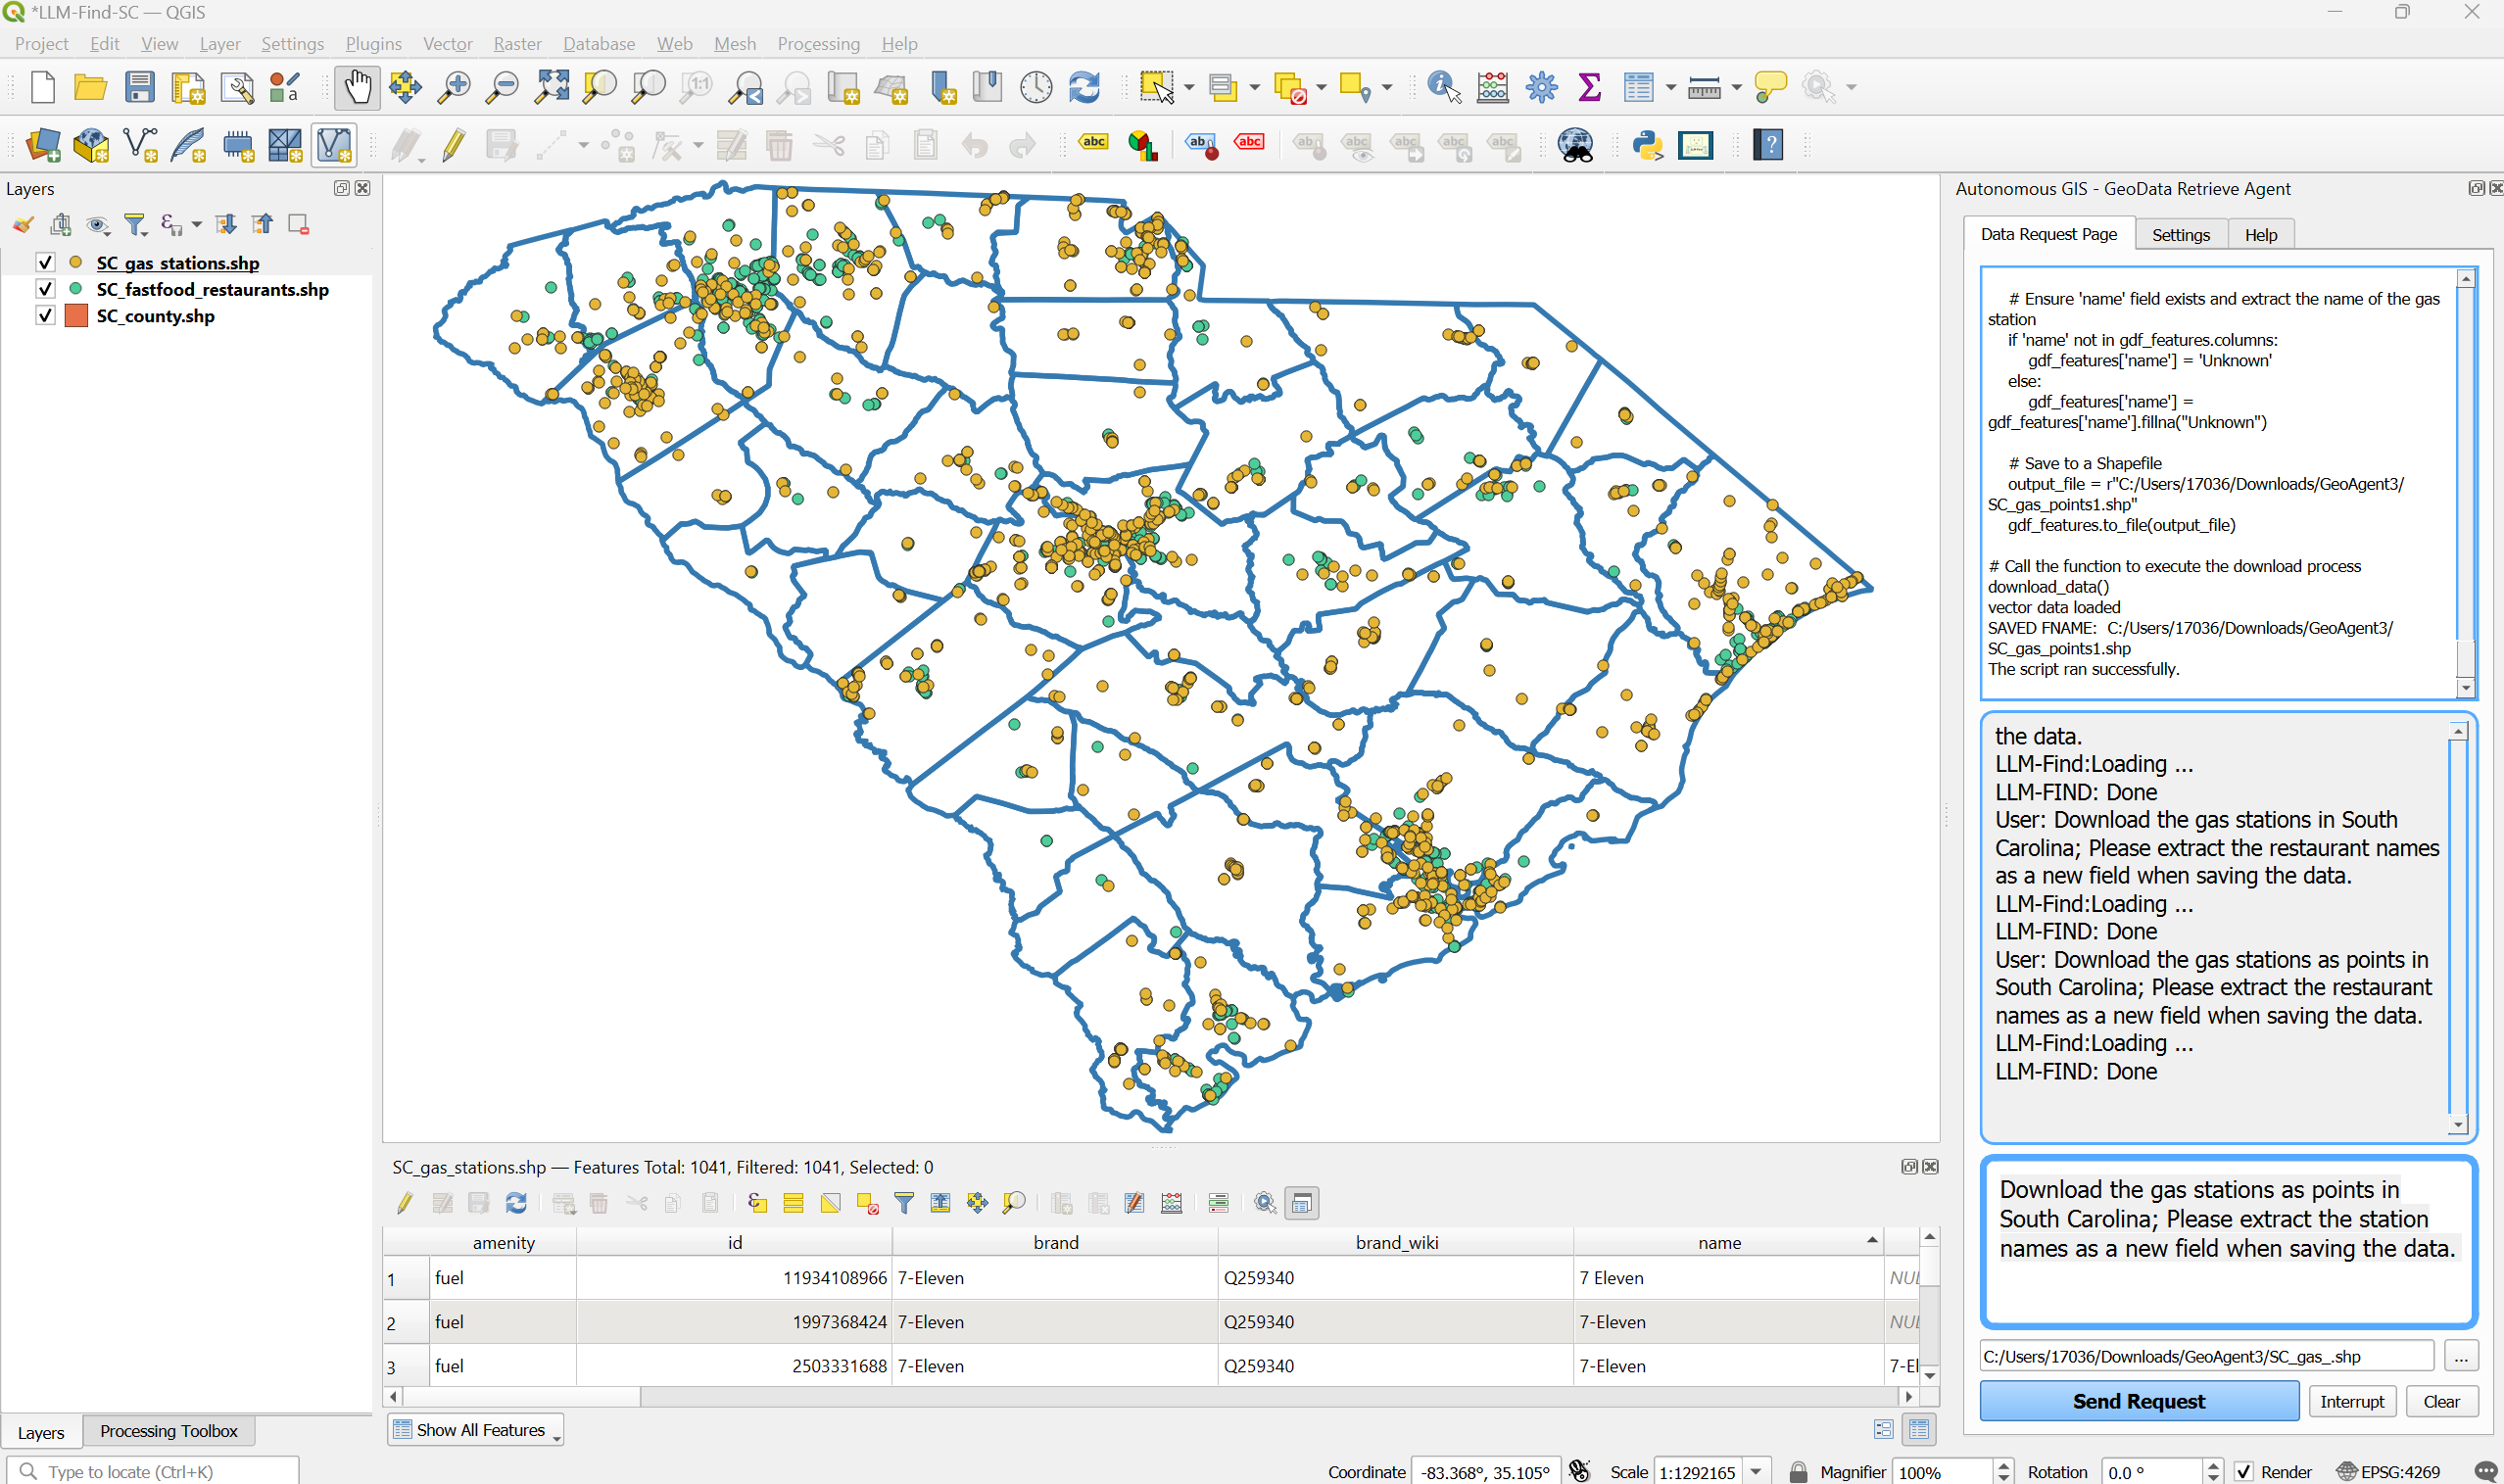 *LLM-Find-SC — QGIS
Project Edit View Layer Settings Plugins Vector Raster Database Web Mesh Processing Help
Layers
SC_gas_stations.shp
SC_fastfood_restaurants.shp
SC_county.shp
Autonomous GIS - GeoData Retrieve Agent
Data Request Page Settings Help
# Ensure 'name' field exists and extract the name of the gas
station
if 'name' not in gdf_features.columns:
gdf_features['name'] = 'Unknown'
else:
gdf_features['name'] =
gdf_features['name'].fillna("Unknown")
# Save to a Shapefile
output_file = r"C:/Users/17036/Downloads/GeoAgent3/
SC_gas_points1.shp"
gdf_features.to_file(output_file)
# Call the function to execute the download process
download_data()
vector data loaded
SAVED FNAME: C:/Users/17036/Downloads/GeoAgent3/
SC_gas_points1.shp
The script ran successfully.
the data.
LLM-Find:Loading ...
LLM-FIND: Done
User: Download the gas stations in South
Carolina; Please extract the restaurant names
as a new field when saving the data.
LLM-Find:Loading ...
LLM-FIND: Done
User: Download the gas stations as points in
South Carolina; Please extract the restaurant
names as a new field when saving the data.
LLM-Find:Loading ...
LLM-FIND: Done
Download the gas stations as points in
South Carolina; Please extract the station
names as a new field when saving the data.
C:/Users/17036/Downloads/GeoAgent3/SC_gas_.shp ...
Send Request Interrupt Clear
SC_gas_stations.shp — Features Total: 1041, Filtered: 1041, Selected: 0
amenity id brand brand_wiki name
1 fuel 11934108966 7-Eleven Q259340 7 Eleven NUL
2 fuel 1997368424 7-Eleven Q259340 7-Eleven NUL
3 fuel 2503331688 7-Eleven Q259340 7-Eleven 7-El
Show All Features
Layers Processing Toolbox
Type to locate (Ctrl+K)
Coordinate -83.368°, 35.105° Scale 1:1292165 Magnifier 100% Rotation 0.0 ° Render EPSG:4269